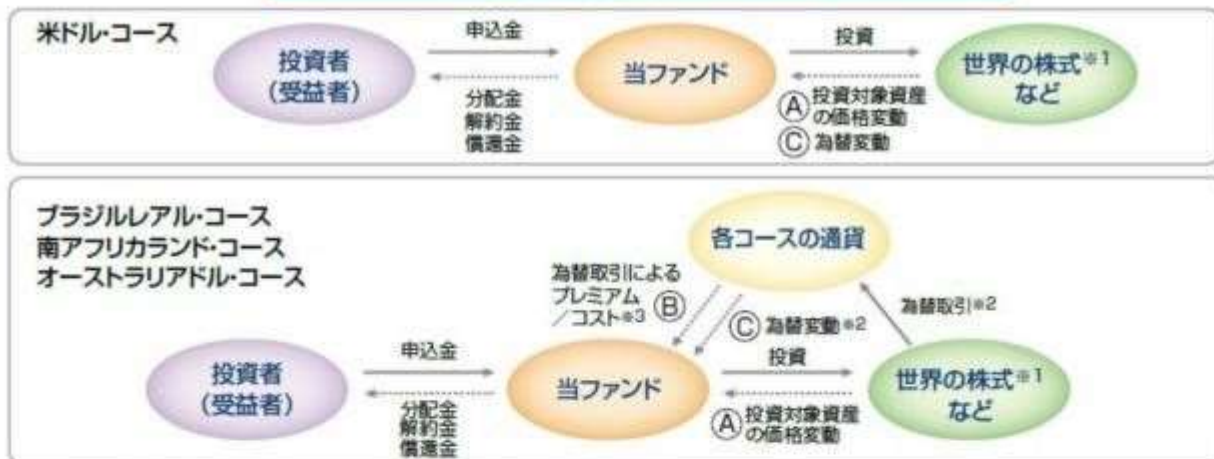 米ドル・コース
申込金
投資者
(受益者)
分配金
解約金
償還金
当ファンド
投資
Ⓐ 投資対象資産
の価格変動
Ⓒ 為替変動
世界の株式※1
など
ブラジルレアル・コース
南アフリカランド・コース
オーストラリアドル・コース
各コースの通貨
為替取引による
プレミアム
/コスト※3 Ⓑ
Ⓒ 為替変動※2
為替取引※2
投資者
(受益者)
申込金
分配金
解約金
償還金
当ファンド
投資
Ⓐ 投資対象資産
の価格変動
世界の株式※1
など